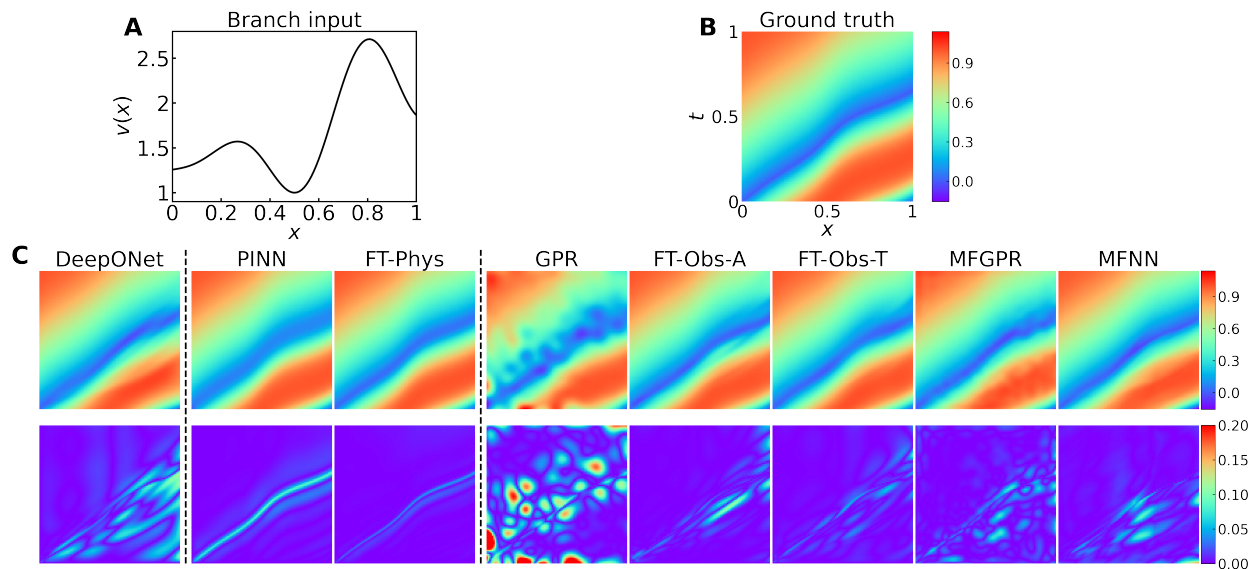 A
Branch input
v(x)
2.5
2
1.5
1
0 0.2 0.4 0.6 0.8 1
x
B
Ground truth
t
1
0.5
0
0 0.5 1
x
0.9
0.6
0.3
0.0
C
DeepONet PINN FT-Phys GPR FT-Obs-A FT-Obs-T MFGPR MFNN
0.9
0.6
0.3
0.0
0.20
0.15
0.10
0.05
0.00